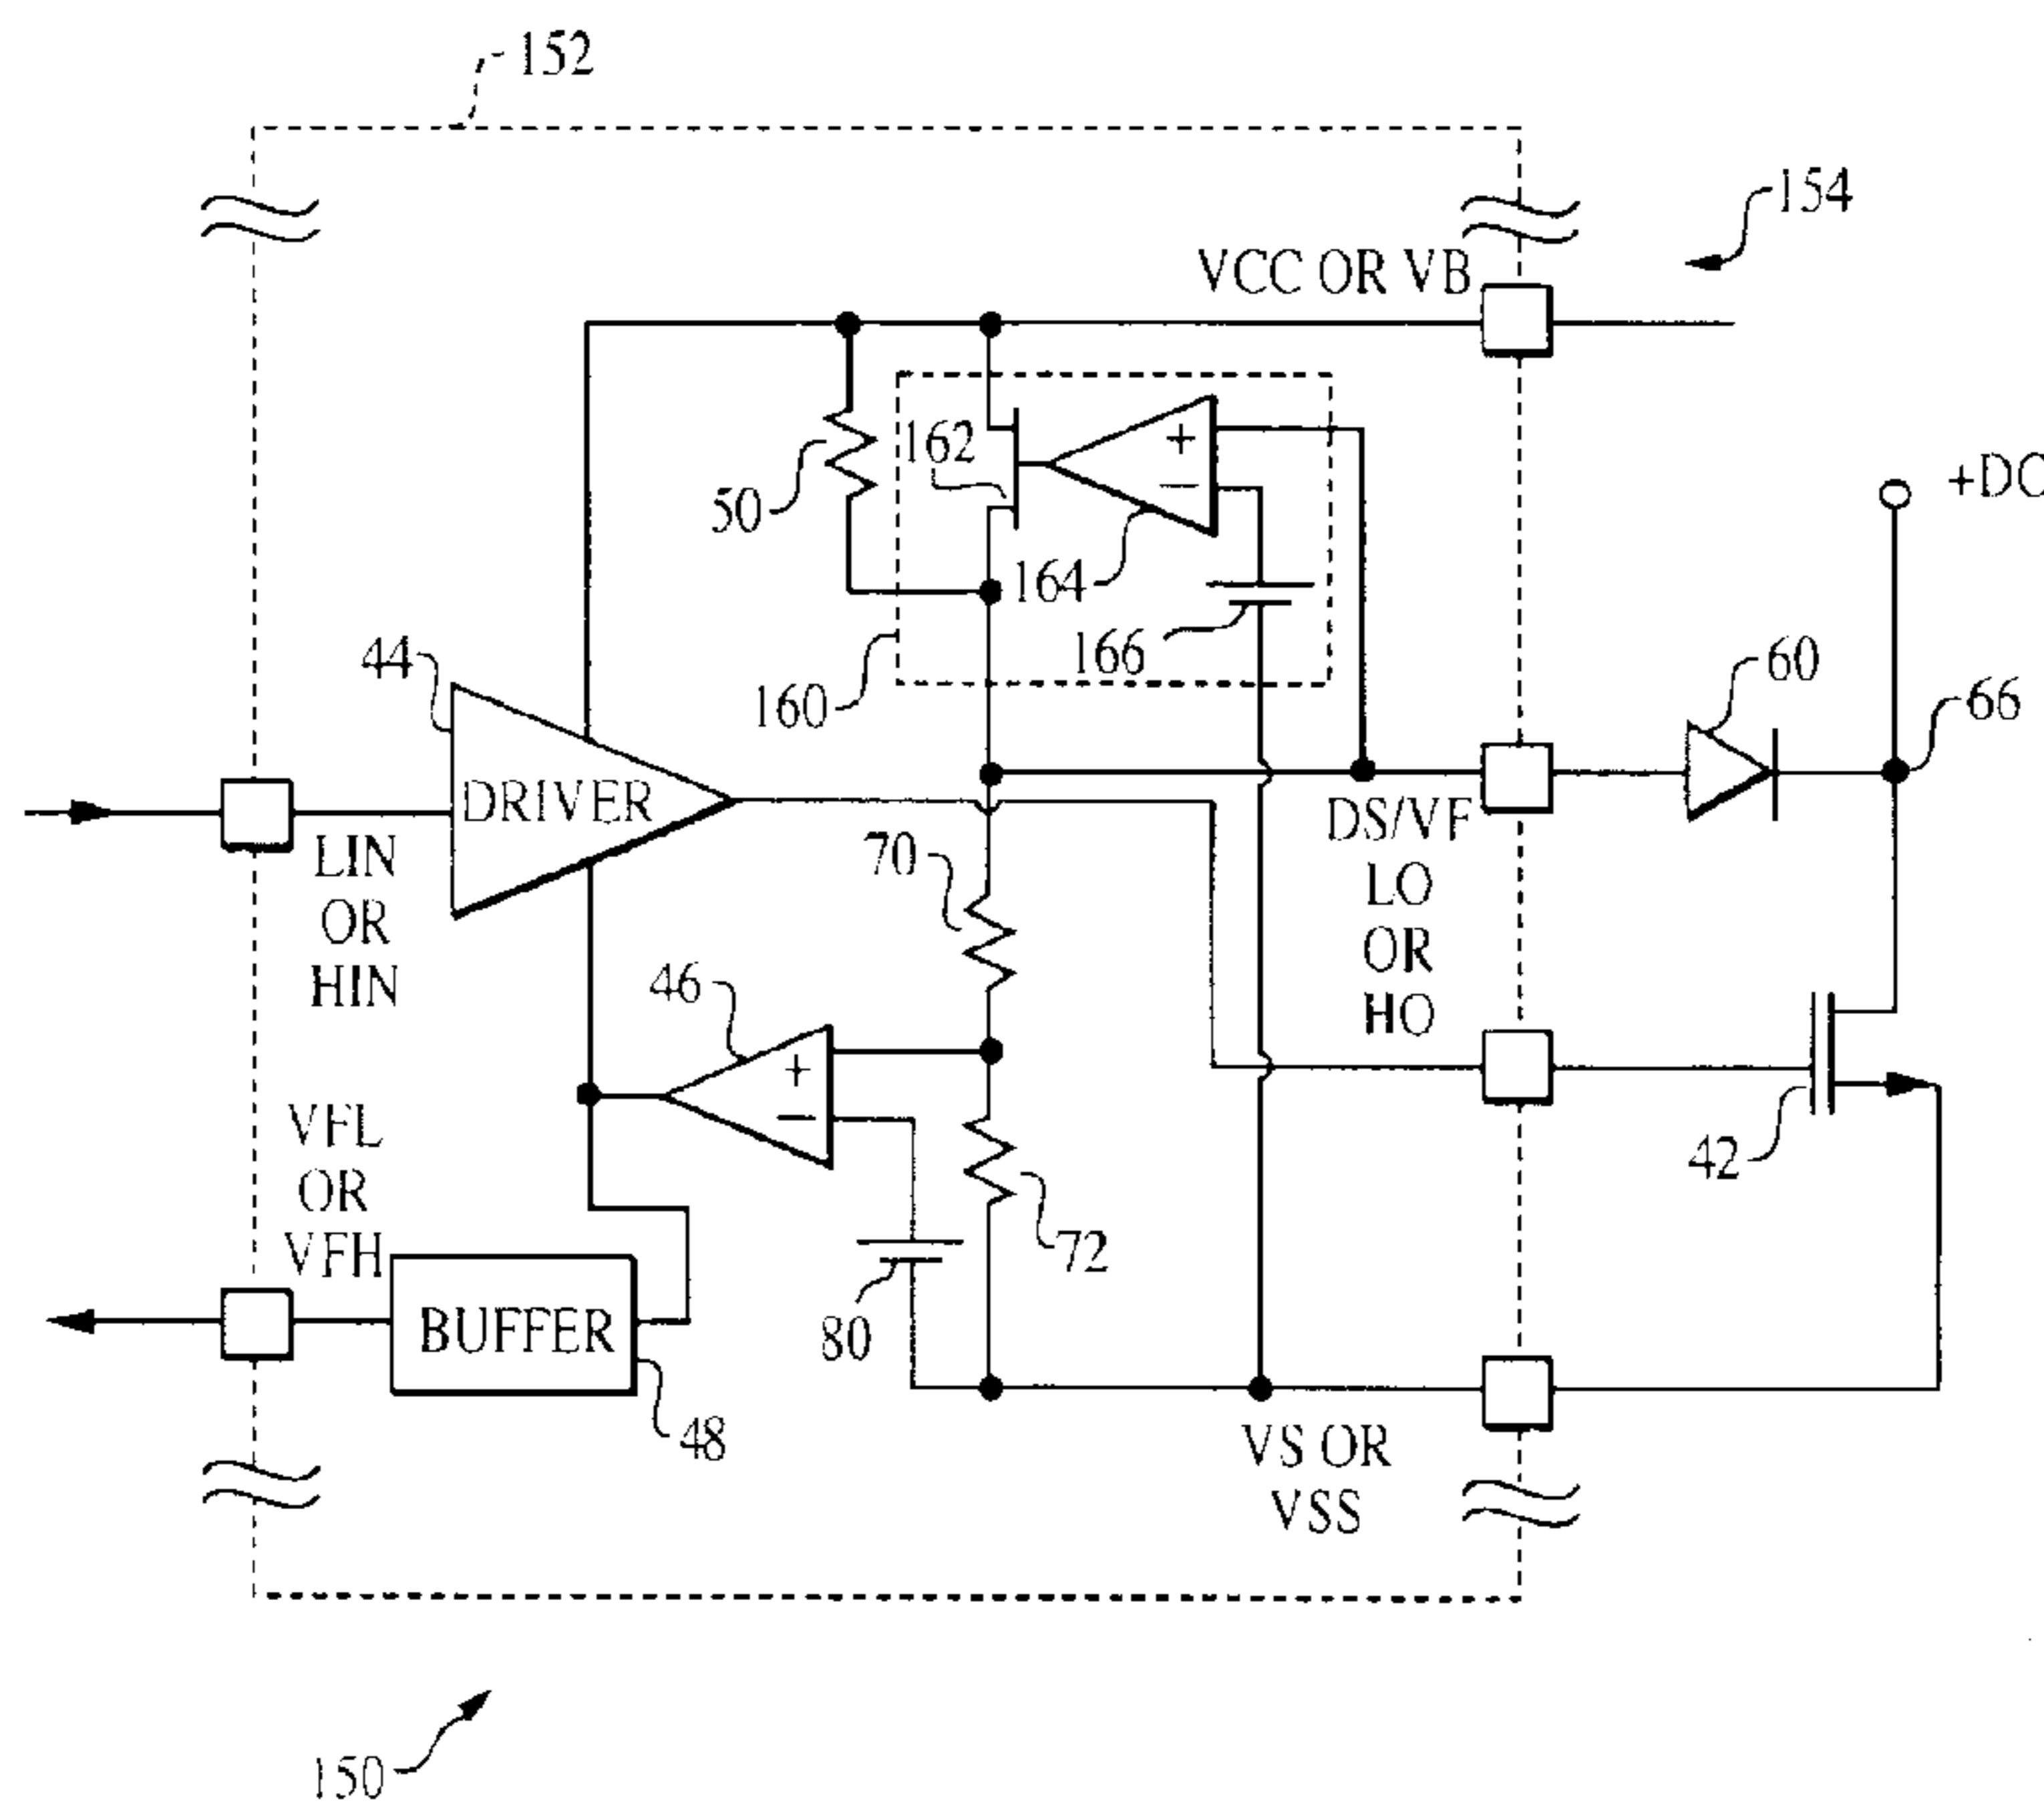 152
154
VCC OR VB
+DC
162
+
−
50
164
166
60
44
160
66
DRIVER
LIN
OR
HIN
DS/VF
LO
OR
HO
70
46
+
−
42
VFL
OR
VFH
72
BUFFER
80
48
VS OR
VSS
150